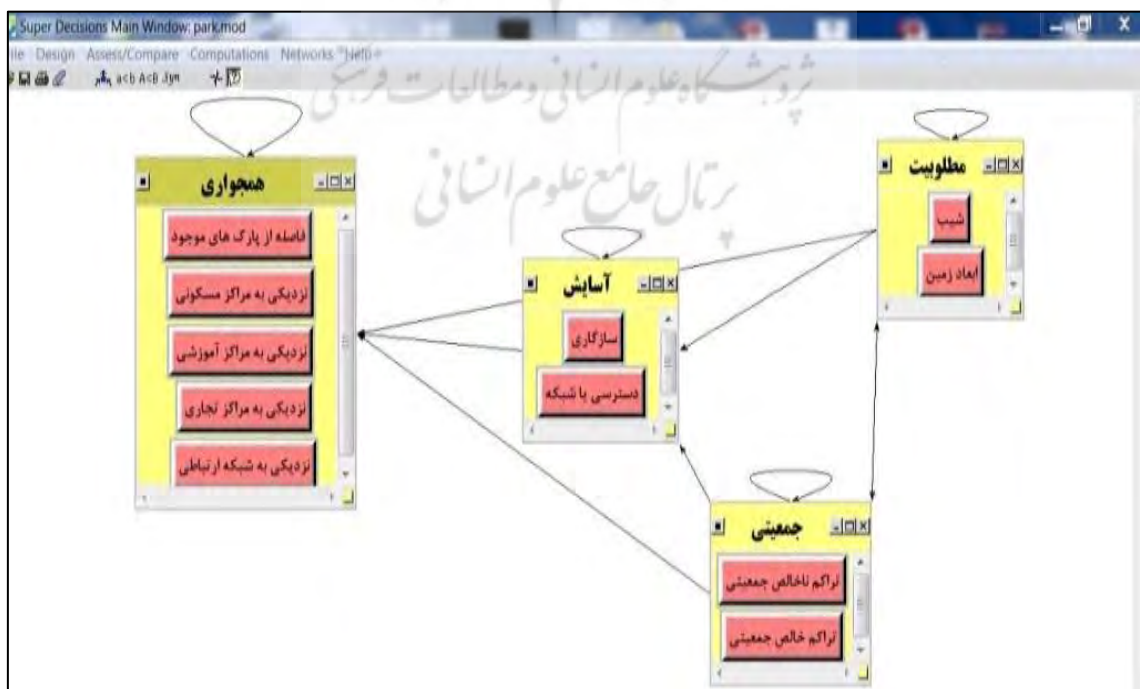 Super Decisions Main Window: park.mod
ile Design Assess/Compare Computations Networks Help
a<b A<B
پژوهشگاه علوم انسانی و مطالعات فرهنگی
پرتال جامع علوم انسانی
همجواری
فاصله از پارک های موجود
نزدیکی به مراکز مسکونی
نزدیکی به مراکز آموزشی
نزدیکی به مراکز تجاری
نزدیکی به شبکه ارتباطی
مطلوبیت
شیب
ابعاد زمین
آسایش
سازگاری
دسترسی با شبکه
جمعیتی
تراکم ناخالص جمعیتی
تراکم خالص جمعیتی